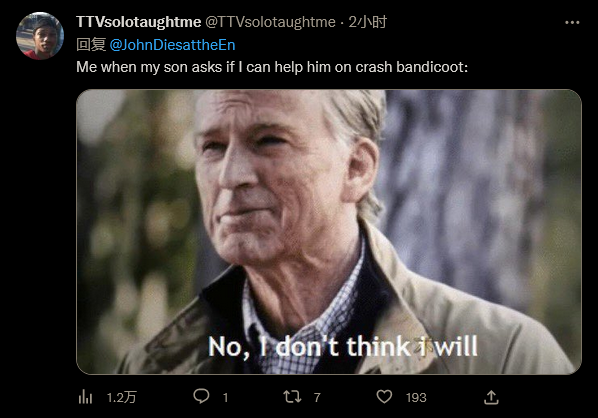 TTVsolotaughtme @TTVsolotaughtme · 2小时
回复 @JohnDiesattheEn
Me when my son asks if I can help him on crash bandicoot:
No, I don't think i will
1.2万 1 7 193